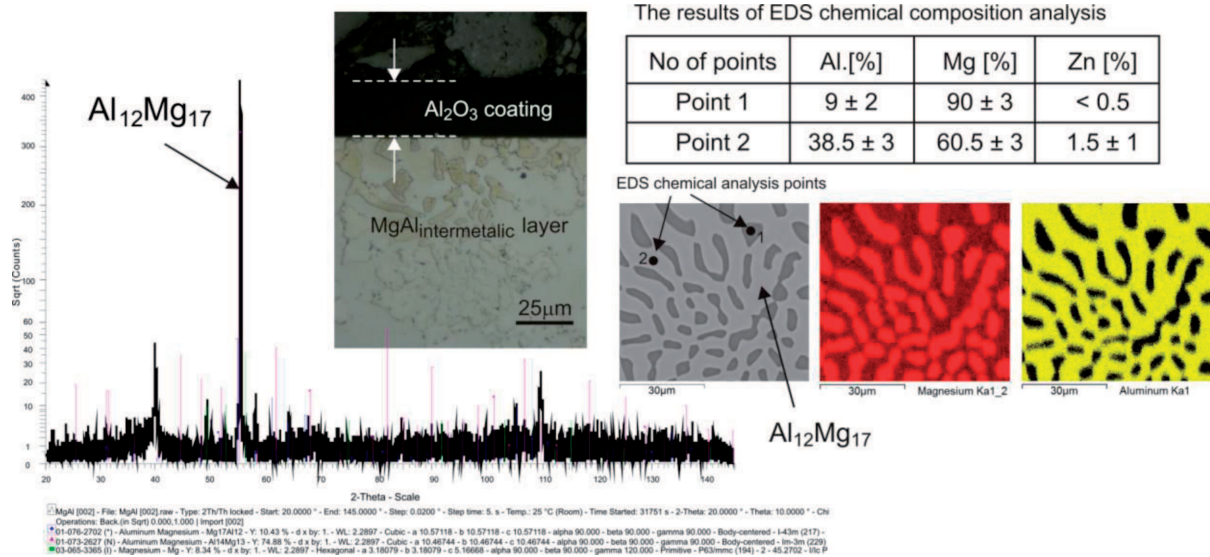 The results of EDS chemical composition analysis
No of points Al.[%] Mg [%] Zn [%]
Point 1 9 ± 2 90 ± 3 < 0.5
Point 2 38.5 ± 3 60.5 ± 3 1.5 ± 1
EDS chemical analysis points
1
2
30μm
30μm Magnesium Ka1_2
30μm Aluminum Ka1
Al₁₂Mg₁₇
Al₂O₃ coating
MgAl intermetalic layer
25μm
Al₁₂Mg₁₇
Sqrt (Counts)
400
300
200
100
60
50
40
30
20
10
1
0
20 30 40 50 60 70 80 90 100 110 120 130 140
2-Theta - Scale
MgAl [002] - File: MgAl [002].raw - Type: 2Th/Th locked - Start: 20.0000 ° - End: 145.0000 ° - Step: 0.0200 ° - Step time: 5. s - Temp.: 25 °C (Room) - Time Started: 31751 s - 2-Theta: 20.0000 ° - Theta: 10.0000 ° - Chi
Operations: Back.(in Sqrt) 0.000,1.000 | Import [002]
01-076-2702 (*) - Aluminum Magnesium - Mg17Al12 - Y: 10.43 % - d x by: 1. - WL: 2.2897 - Cubic - a 10.57118 - b 10.57118 - c 10.57118 - alpha 90.000 - beta 90.000 - gamma 90.000 - Body-centered - I-43m (217) -
01-073-2627 (N) - Aluminum Magnesium - Al14Mg13 - Y: 74.88 % - d x by: 1. - WL: 2.2897 - Cubic - a 10.46744 - b 10.46744 - c 10.46744 - alpha 90.000 - beta 90.000 - gamma 90.000 - Body-centered - Im-3m (229)
03-065-3365 (I) - Magnesium - Mg - Y: 8.34 % - d x by: 1. - WL: 2.2897 - Hexagonal - a 3.18079 - b 3.18079 - c 5.16668 - alpha 90.000 - beta 90.000 - gamma 120.000 - Primitive - P63/mmc (194) - 2 - 45.2702 - I/Ic P